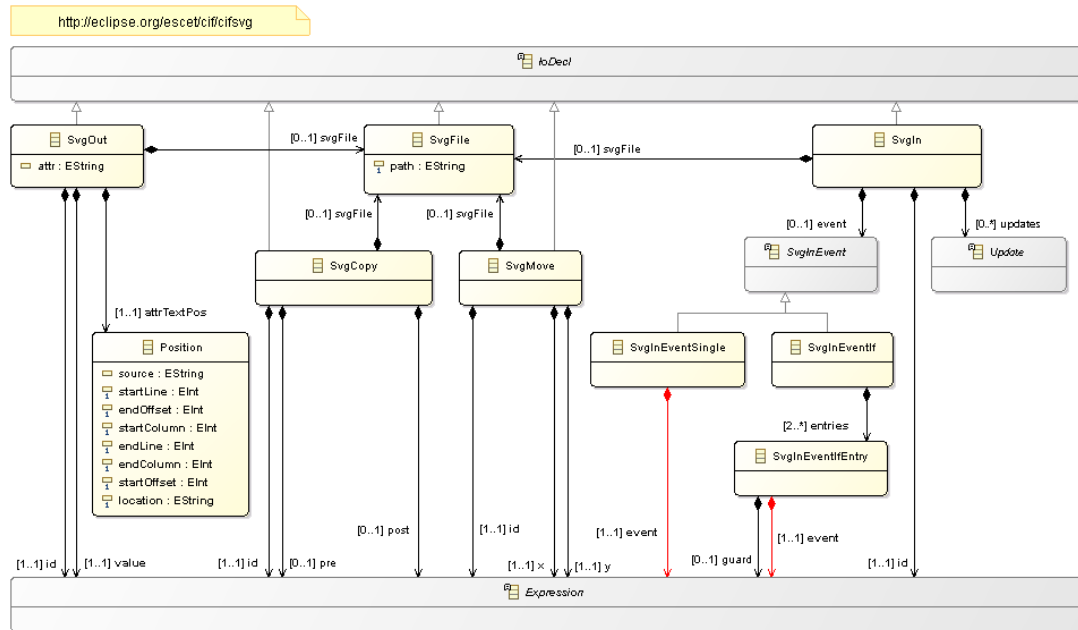 http://eclipse.org/escet/cif/cifsvg
IoDecl
SvgOut
attr : EString
[0..1] svgFile
SvgFile
path : EString
[0..1] svgFile
SvgIn
[0..1] svgFile
[0..1] svgFile
[0..1] event
[0..*] updates
SvgCopy
SvgMove
SvgInEvent
Update
[1..1] attrTextPos
Position
source : EString
startLine : EInt
endOffset : EInt
startColumn : EInt
endLine : EInt
endColumn : EInt
startOffset : EInt
location : EString
SvgInEventSingle
SvgInEventIf
[2..*] entries
SvgInEventIfEntry
[1..1] id
[1..1] value
[1..1] id
[0..1] pre
[0..1] post
[1..1] id
[1..1] x
[1..1] y
[1..1] event
[0..1] guard
[1..1] event
[1..1] id
Expression